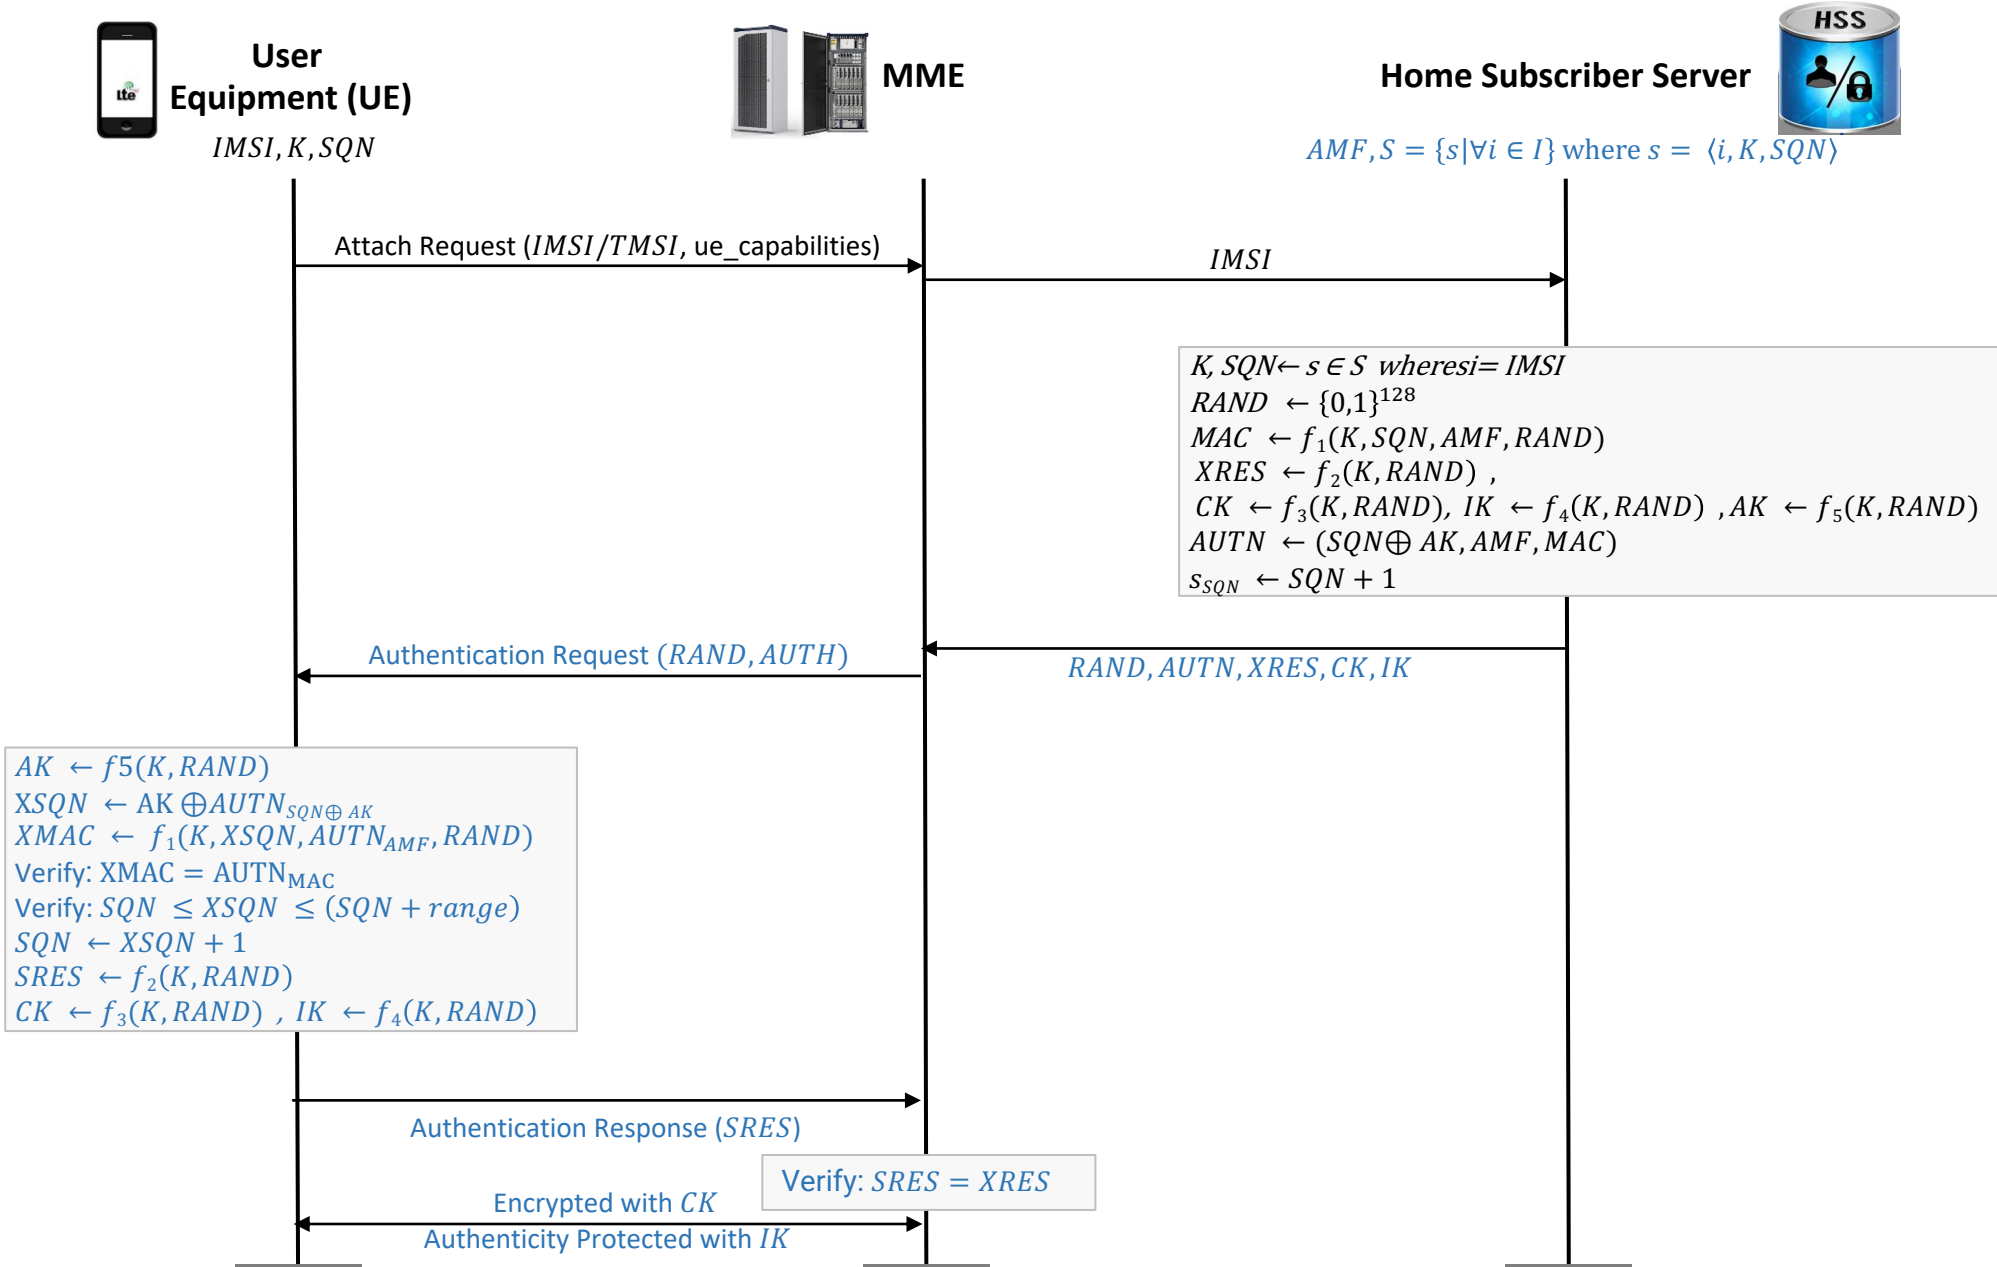 HSS
User
Equipment (UE)
MME
Home Subscriber Server
Lte
IMSI, K, SQN
AMF, S = {s|∀i ∈ I} where s = ⟨i, K, SQN⟩
Attach Request (IMSI/TMSI, ue_capabilities)
IMSI
K, SQN← s ∈ S wheresi= IMSI
RAND ← {0,1}¹²⁸
MAC ← f₁(K, SQN, AMF, RAND)
XRES ← f₂(K, RAND) ,
CK ← f₃(K, RAND), IK ← f₄(K, RAND) , AK ← f₅(K, RAND)
AUTN ← (SQN⊕ AK, AMF, MAC)
s_SQN ← SQN + 1
Authentication Request (RAND, AUTH)
RAND, AUTN, XRES, CK, IK
AK ← f5(K, RAND)
XSQN ← AK ⊕AUTN_SQN⊕ AK
XMAC ← f₁(K, XSQN, AUTN_AMF, RAND)
Verify: XMAC = AUTN_MAC
Verify: SQN ≤ XSQN ≤ (SQN + range)
SQN ← XSQN + 1
SRES ← f₂(K, RAND)
CK ← f₃(K, RAND) , IK ← f₄(K, RAND)
Authentication Response (SRES)
Verify: SRES = XRES
Encrypted with CK
Authenticity Protected with IK